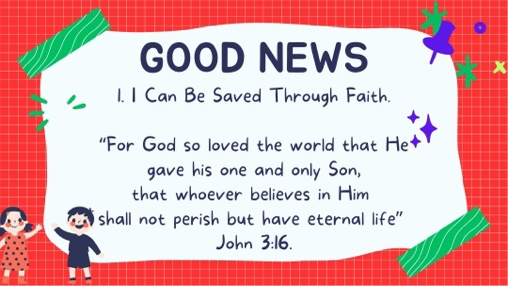 GOOD NEWS
1. I Can Be Saved Through Faith.
“For God so loved the world that He
gave his one and only Son,
that whoever believes in Him
shall not perish but have eternal life”
John 3:16.